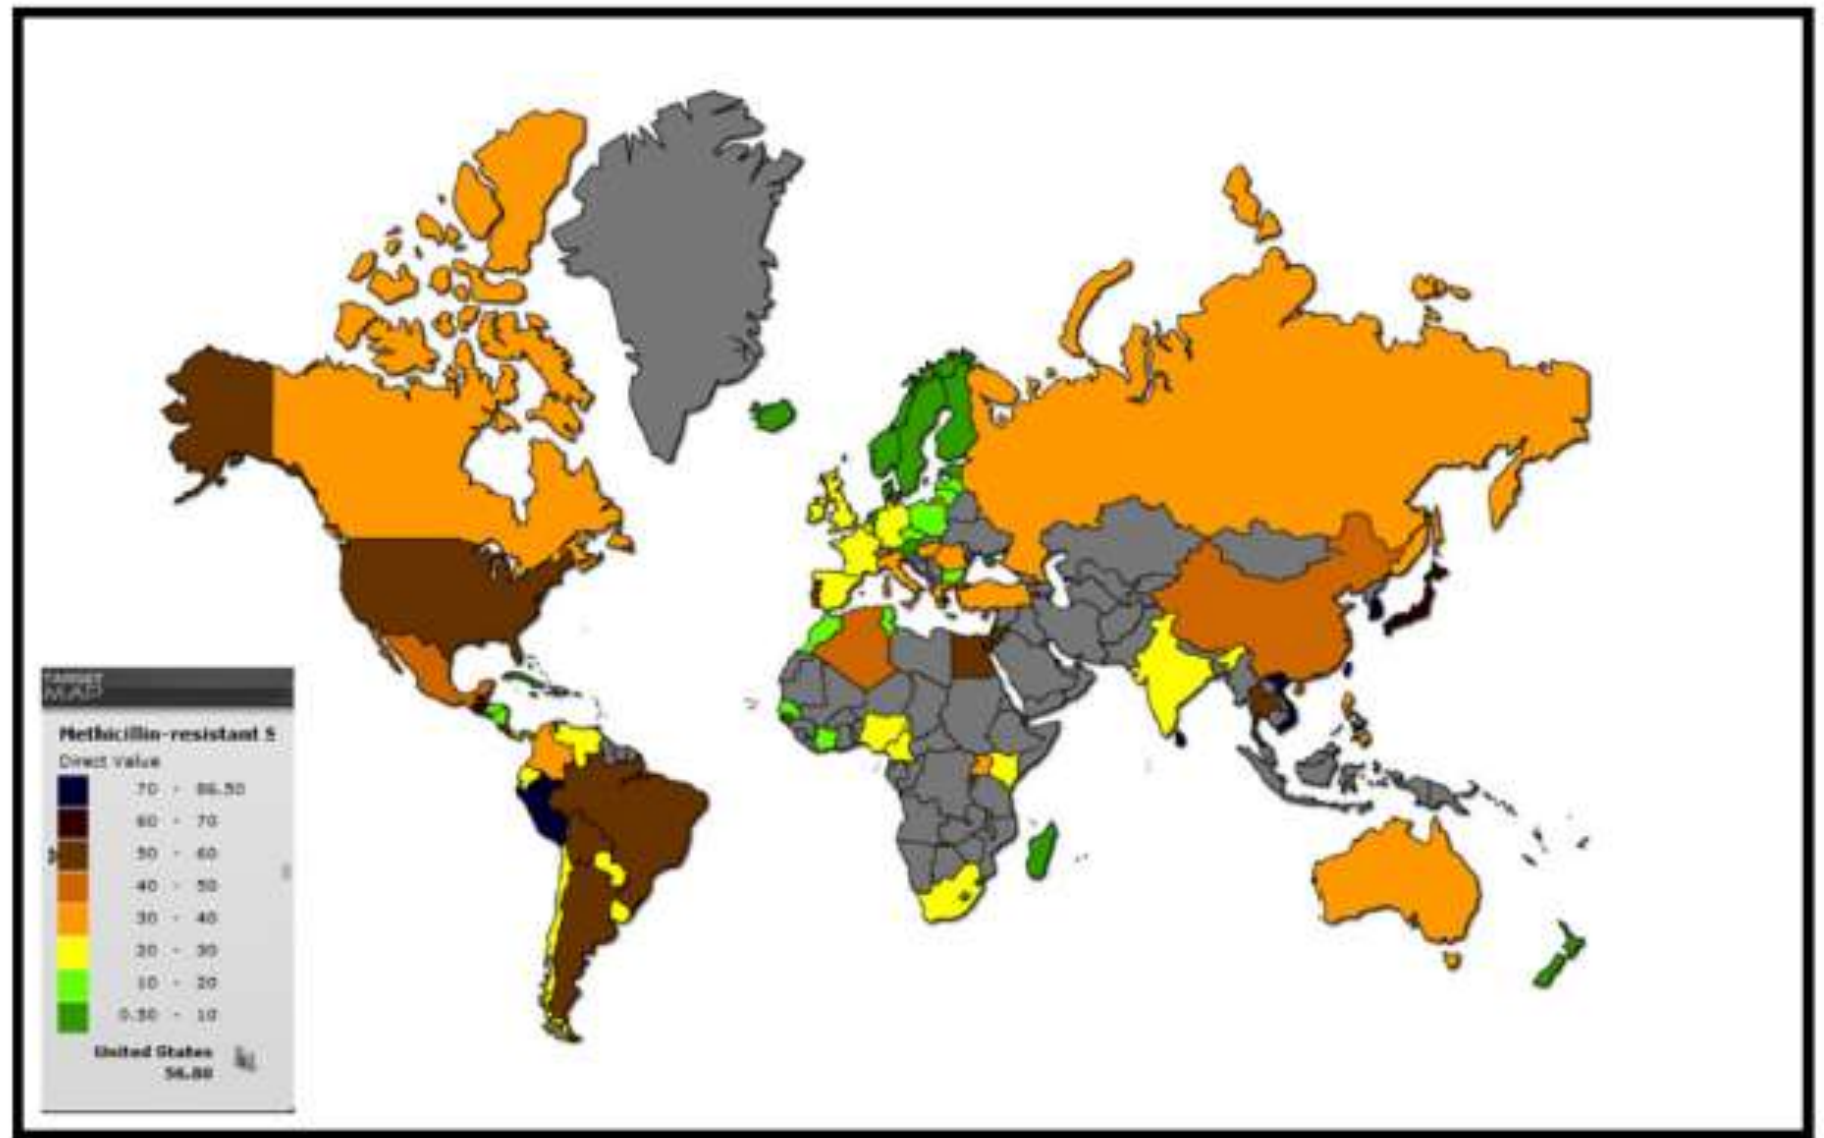 TARGET
MAP
Methicillin-resistant S
Direct Value
70 - 86.50
60 - 70
50 - 60
40 - 50
30 - 40
20 - 30
10 - 20
0.50 - 10
United States
56.80